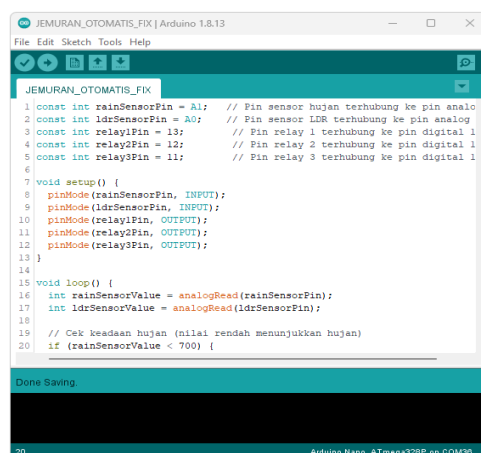 JEMURAN_OTOMATIS_FIX | Arduino 1.8.13
File Edit Sketch Tools Help
JEMURAN_OTOMATIS_FIX
1 const int rainSensorPin = A1; // Pin sensor hujan terhubung ke pin analo
2 const int ldrSensorPin = A0; // Pin sensor LDR terhubung ke pin analog
3 const int relay1Pin = 13; // Pin relay 1 terhubung ke pin digital 1
4 const int relay2Pin = 12; // Pin relay 2 terhubung ke pin digital 1
5 const int relay3Pin = 11; // Pin relay 3 terhubung ke pin digital 1
6
7 void setup() {
8 pinMode(rainSensorPin, INPUT);
9 pinMode(ldrSensorPin, INPUT);
10 pinMode(relay1Pin, OUTPUT);
11 pinMode(relay2Pin, OUTPUT);
12 pinMode(relay3Pin, OUTPUT);
13 }
14
15 void loop() {
16 int rainSensorValue = analogRead(rainSensorPin);
17 int ldrSensorValue = analogRead(ldrSensorPin);
18
19 // Cek keadaan hujan (nilai rendah menunjukkan hujan)
20 if (rainSensorValue < 700) {
Done Saving.
20 Arduino Nano, ATmega328P on COM36